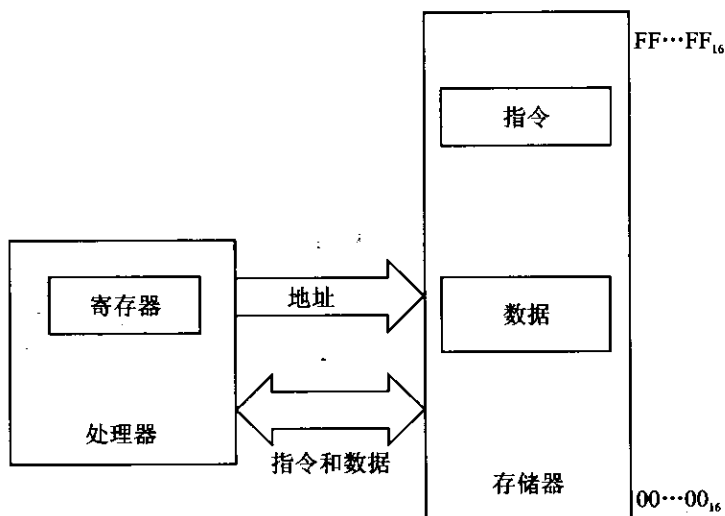 FF…FF₁₆
指令
寄存器
地址
数据
处理器
指令和数据
存储器
00…00₁₆